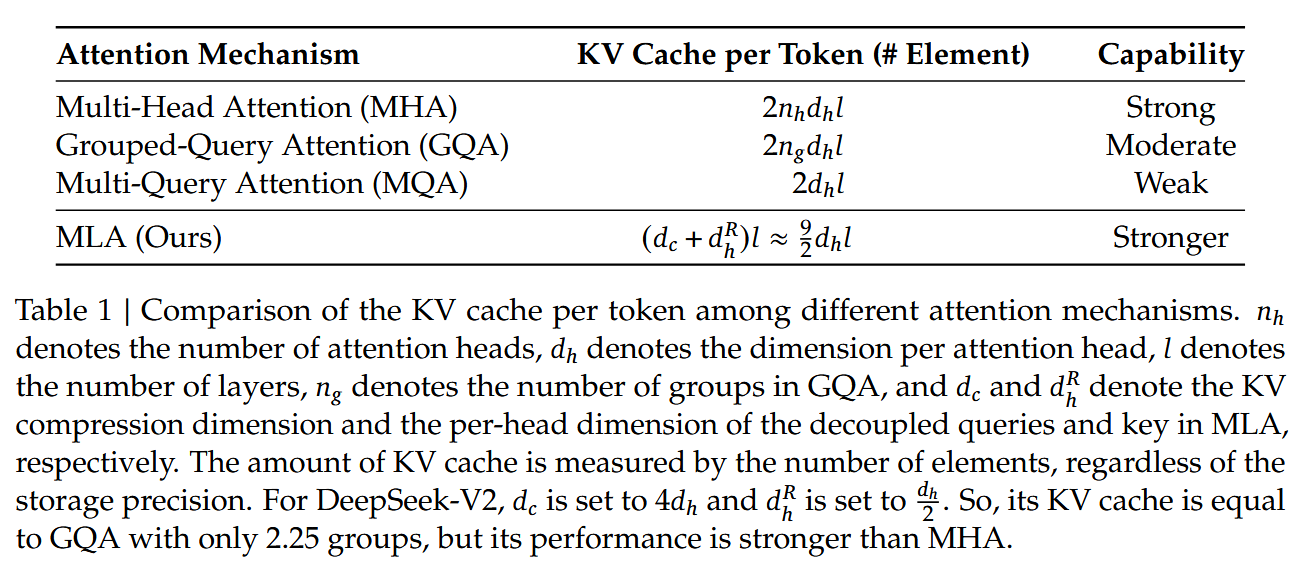 Attention Mechanism KV Cache per Token (# Element) Capability
Multi-Head Attention (MHA) 2n_h d_h l Strong
Grouped-Query Attention (GQA) 2n_g d_h l Moderate
Multi-Query Attention (MQA) 2d_h l Weak
MLA (Ours) (d_c + d_h^R)l ≈ 9/2 d_h l Stronger
Table 1 | Comparison of the KV cache per token among different attention mechanisms. n_h
denotes the number of attention heads, d_h denotes the dimension per attention head, l denotes
the number of layers, n_g denotes the number of groups in GQA, and d_c and d_h^R denote the KV
compression dimension and the per-head dimension of the decoupled queries and key in MLA,
respectively. The amount of KV cache is measured by the number of elements, regardless of the
storage precision. For DeepSeek-V2, d_c is set to 4d_h and d_h^R is set to d_h/2. So, its KV cache is equal
to GQA with only 2.25 groups, but its performance is stronger than MHA.